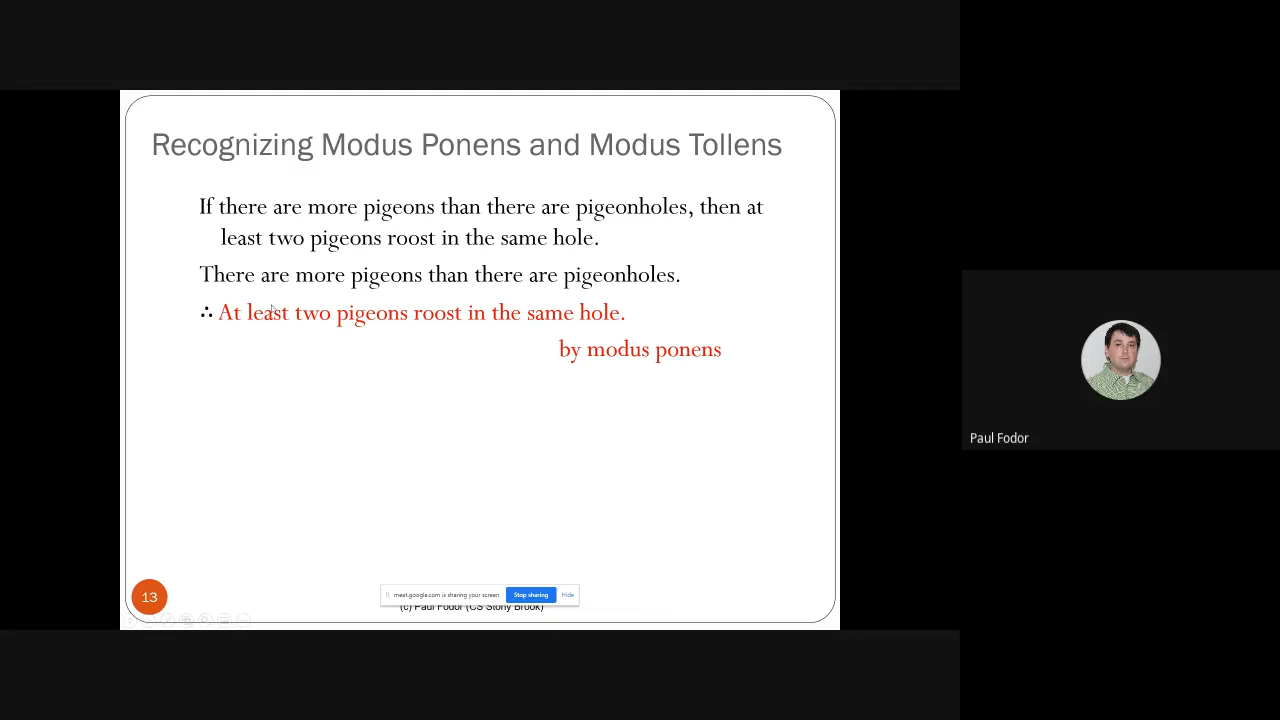 Recognizing Modus Ponens and Modus Tollens
If there are more pigeons than there are pigeonholes, then at
least two pigeons roost in the same hole.
There are more pigeons than there are pigeonholes.
∴ At least two pigeons roost in the same hole.
by modus ponens
Paul Fodor
13
meet.google.com is sharing your screen.
Stop sharing
Hide
(c) Paul Fodor (CS Stony Brook)